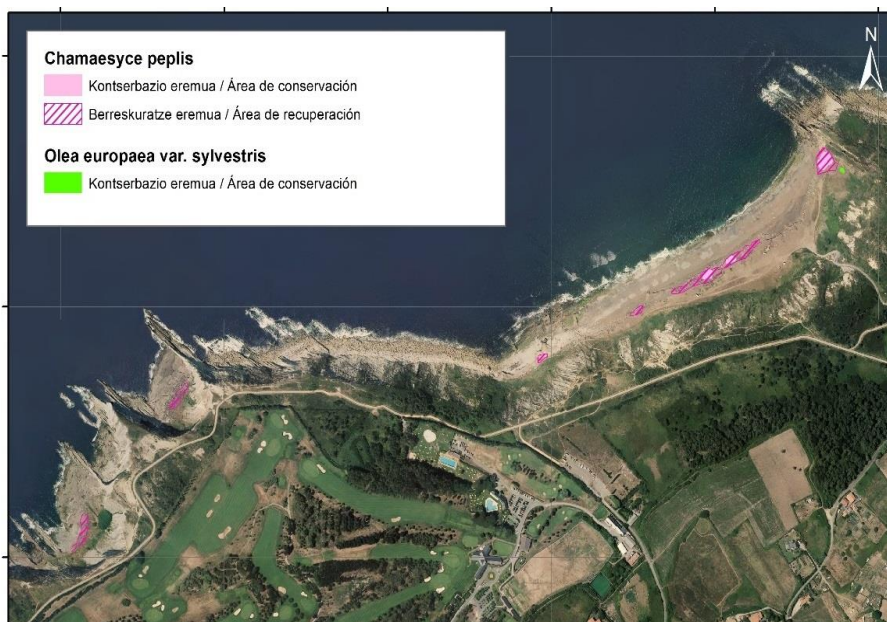 N
Chamaesyce peplis
Kontserbazio eremua / Área de conservación
Berreskuratze eremua / Área de recuperación
Olea europaea var. sylvestris
Kontserbazio eremua / Área de conservación